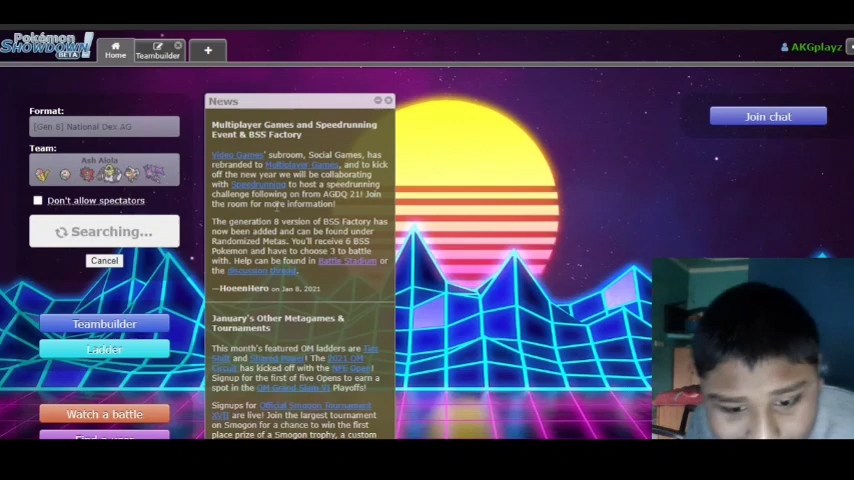 Pokémon
SHOWDOWN!
BETA
Home
Teambuilder
+
AKGplayz
Format:
[Gen 8] National Dex AG
Team:
Ash Alola
Don't allow spectators
Searching...
Cancel
Teambuilder
Ladder
Watch a battle
Find a user
News
Multiplayer Games and Speedrunning
Event & BSS Factory
Video Games' subroom, Social Games, has
rebranded to Multiplayer Games, and to kick
off the new year we will be collaborating
with Speedrunning to host a speedrunning
challenge following on from AGDQ 21! Join
the room for more information!
The generation 8 version of BSS Factory has
now been added and can be found under
Randomized Metas. You'll receive 6 BSS
Pokemon and have to choose 3 to battle
with. Help can be found in Battle Stadium or
the discussion thread.
—HoeenHero on Jan 8, 2021
January's Other Metagames &
Tournaments
This month's featured OM ladders are Tier
Shift and Shared Power! The 2021 OM
Circuit has kicked off with the NFE Open!
Signup for the first of five Opens to earn a
spot in the OM Grand Slam VI Playoffs!
Signups for Official Smogon Tournament
XVII are live! Join the largest tournament
on Smogon for a chance to win the first
place prize of a Smogon trophy, a custom
Join chat